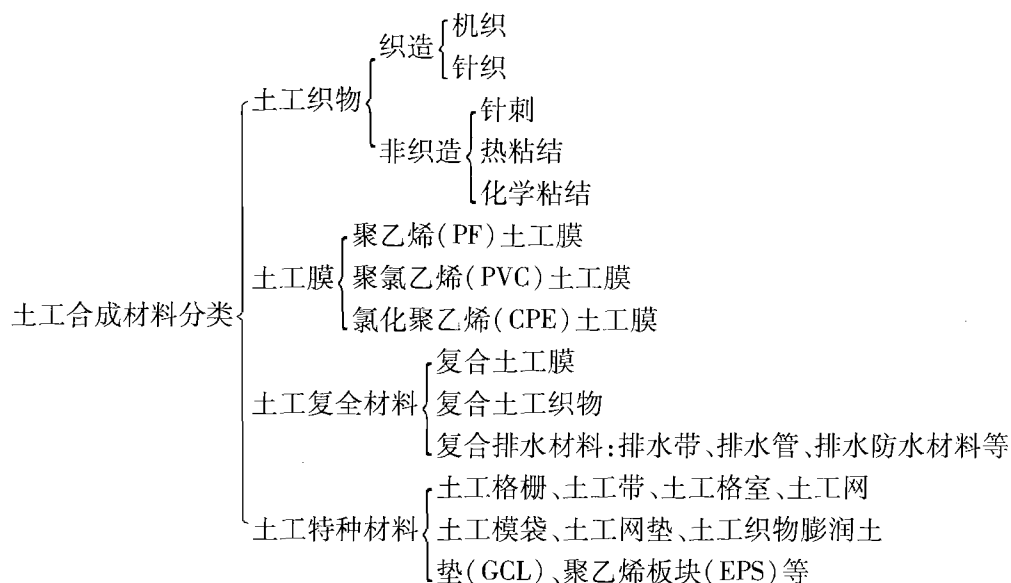 机织
织造
针织
土工织物
针刺
非织造
热粘结
化学粘结
聚乙烯(PF)土工膜
土工膜
聚氯乙烯(PVC)土工膜
土工合成材料分类
氯化聚乙烯(CPE)土工膜
复合土工膜
土工复全材料
复合土工织物
复合排水材料:排水带、排水管、排水防水材料等
土工格栅、土工带、土工格室、土工网
土工特种材料
土工模袋、土工网垫、土工织物膨润土
垫(GCL)、聚乙烯板块(EPS)等